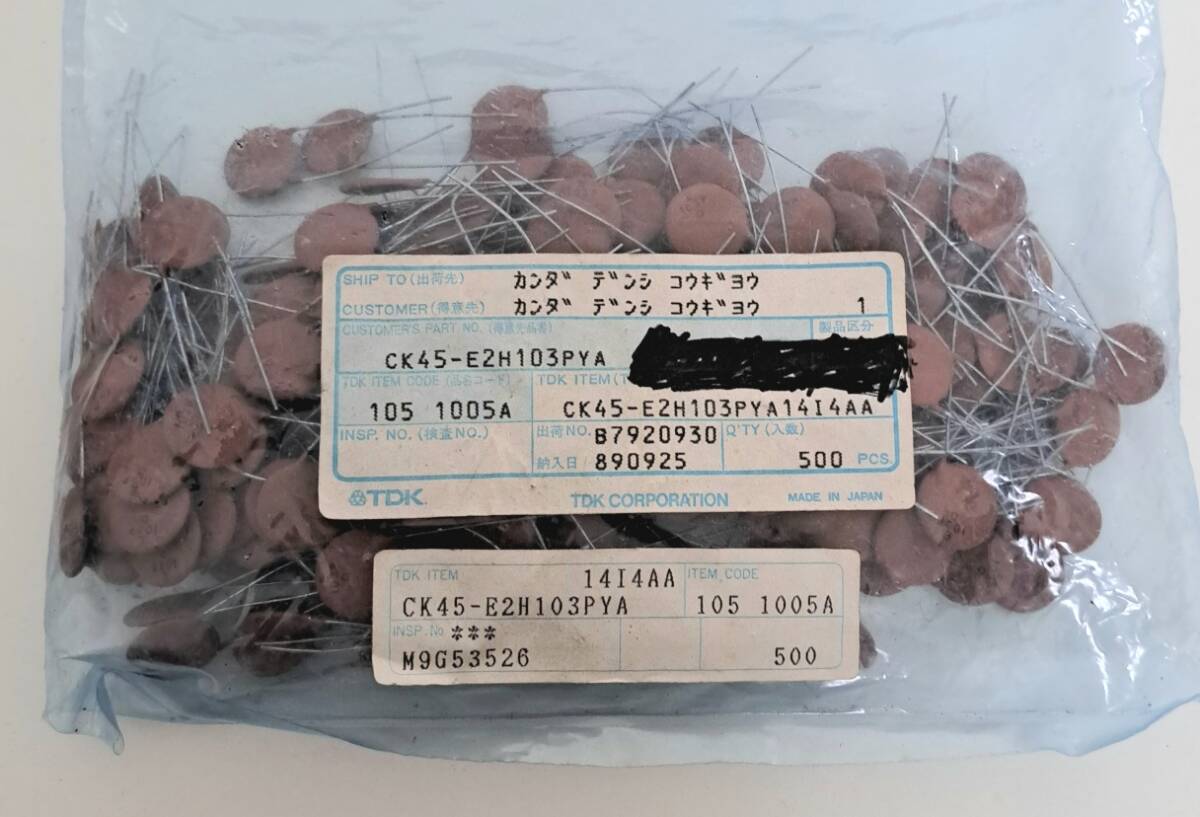 SHIP TO (出荷先) カンダ゛ デ゛ンシ コウキ゛ヨウ
CUSTOMER (得意先) カンダ゛ デ゛ンシ コウキ゛ヨウ 1
CUSTOMER'S PART NO. (得意先品番) 製品区分
CK45-E2H103PYA
TDK ITEM CODE (品名コード) TDK ITEM
105 1005A CK45-E2H103PYA14I4AA
INSP. NO. (検査NO.) 出荷NO. B7920930 Q'TY (入数)
納入日 890925 500 PCS.
TDK. TDK CORPORATION MADE IN JAPAN
TDK ITEM 14I4AA ITEM CODE
CK45-E2H103PYA 105 1005A
INSP. No ***
M9G53526 500